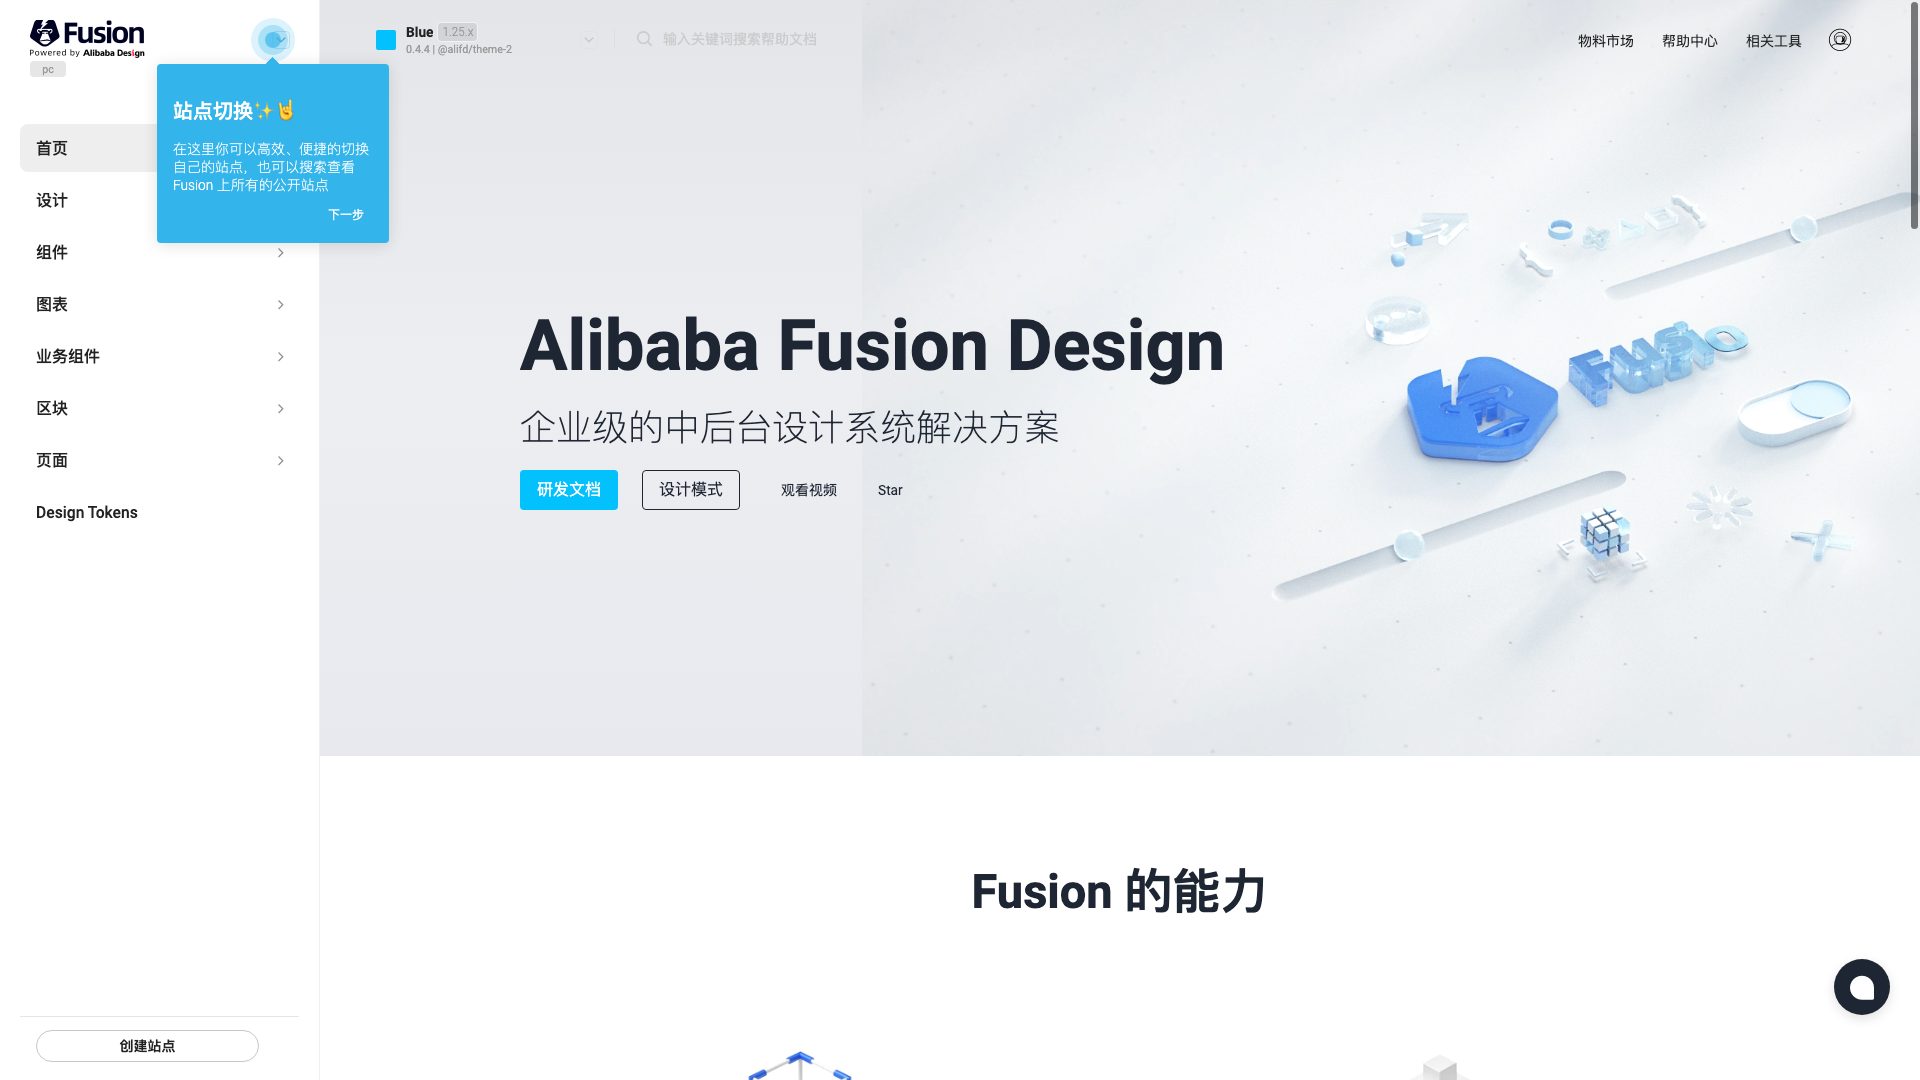 Fusion
Powered by Alibaba Design
pc
Blue 1.25.x
0.4.4 | @alifd/theme-2
输入关键词搜索帮助文档
物料市场
帮助中心
相关工具
站点切换✨🤘
在这里你可以高效、便捷的切换
自己的站点，也可以搜索查看
Fusion 上所有的公开站点
下一步
首页
设计
组件
图表
业务组件
区块
页面
Design Tokens
创建站点
Alibaba Fusion Design
企业级的中后台设计系统解决方案
研发文档
设计模式
观看视频
Star
Fusio
Fusion 的能力